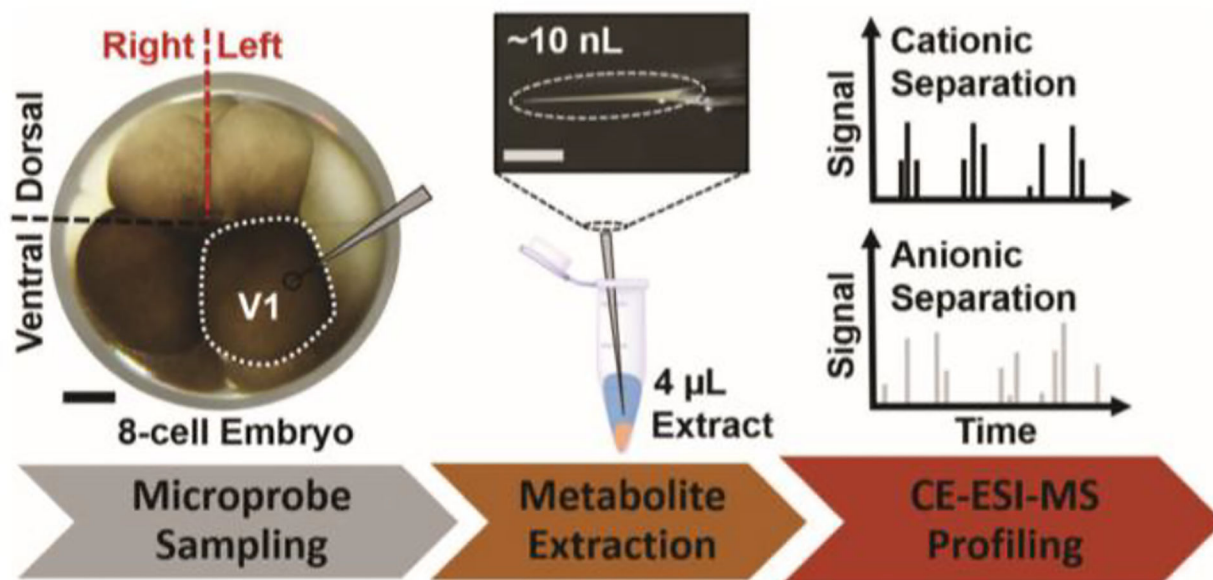 Right
Left
Dorsal
Ventral
V1
8-cell Embryo
~10 nL
4 µL
Extract
Signal
Cationic
Separation
Signal
Anionic
Separation
Time
Microprobe
Sampling
Metabolite
Extraction
CE-ESI-MS
Profiling